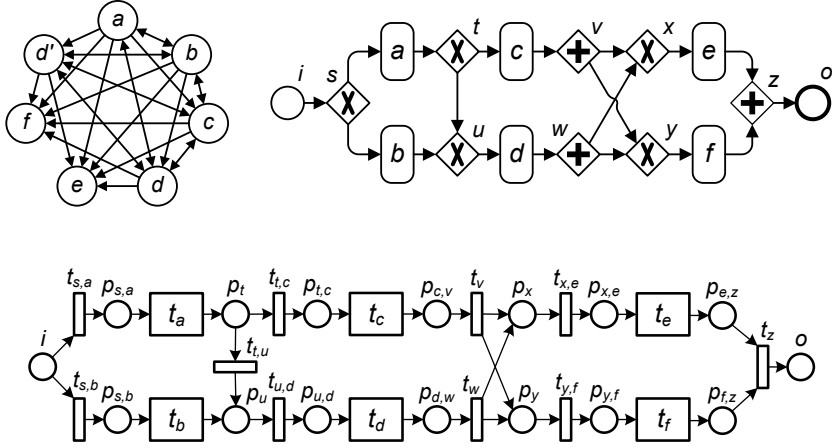 a
d' b
f c
e d
i s a t c v x e z o
b u d w y f
t_{s,a} p_{s,a} t_a p_t t_{t,c} p_{t,c} t_c p_{c,v} t_v p_x t_{x,e} p_{x,e} t_e p_{e,z}
i t_{t,u} t_z o
t_{s,b} p_{s,b} t_b p_u t_{u,d} p_{u,d} t_d p_{d,w} t_w p_y t_{y,f} p_{y,f} t_f p_{f,z}